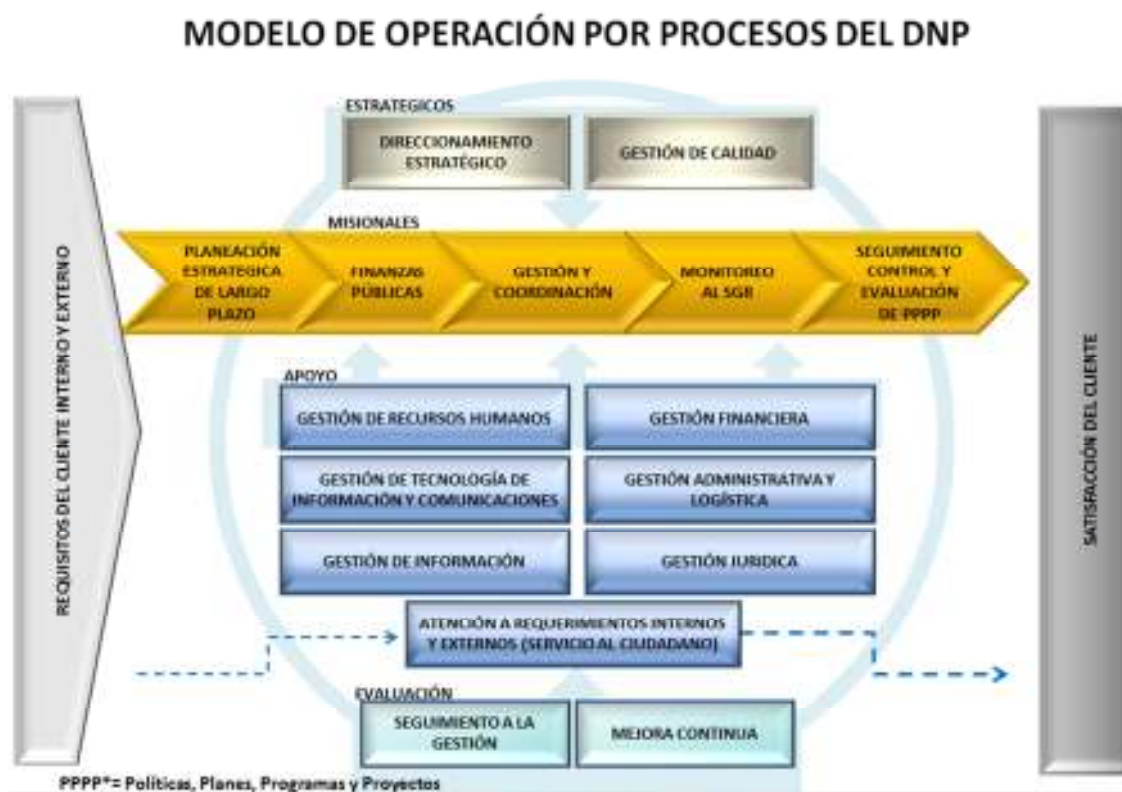 MODELO DE OPERACIÓN POR PROCESOS DEL DNP
REQUISITOS DEL CLIENTE INTERNO Y EXTERNO
ESTRATEGICOS
DIRECCIONAMIENTO
ESTRATÉGICO
GESTIÓN DE CALIDAD
MISIONALES
PLANEACIÓN
ESTRATEGICA
DE LARGO
PLAZO
FINANZAS
PÚBLICAS
GESTIÓN Y
COORDINACIÓN
MONITOREO
AL SGR
SEGUIMIENTO
CONTROL Y
EVALUACIÓN
DE PPPP
APOYO
GESTIÓN DE RECURSOS HUMANOS
GESTIÓN FINANCIERA
GESTIÓN DE TECNOLOGÍA DE
INFORMACIÓN Y COMUNICACIONES
GESTIÓN ADMINISTRATIVA Y
LOGÍSTICA
GESTIÓN DE INFORMACIÓN
GESTIÓN JURIDICA
ATENCIÓN A REQUERIMIENTOS INTERNOS
Y EXTERNOS (SERVICIO AL CIUDADANO)
EVALUACIÓN
SEGUIMIENTO A LA
GESTIÓN
MEJORA CONTINUA
SATISFACCIÓN DEL CLIENTE
PPPP*= Políticas, Planes, Programas y Proyectos